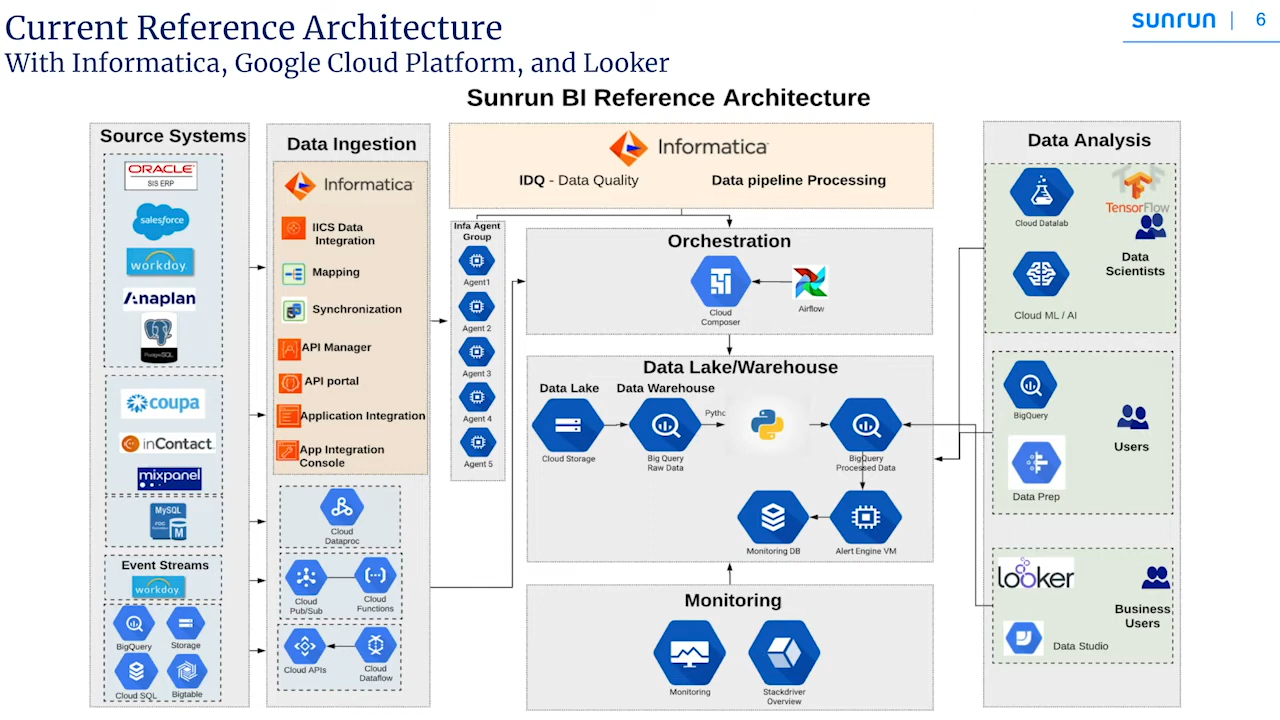 Current Reference Architecture
With Informatica, Google Cloud Platform, and Looker
sunrun
6
Sunrun BI Reference Architecture
Source Systems
ORACLE
SIS ERP
salesforce
workday
Anaplan
PostgreSQL
coupa
inContact
mixpanel
MySQL
M
Event Streams
workday
BigQuery
Storage
Cloud SQL
Bigtable
Data Ingestion
Informatica
IICS Data
Integration
Mapping
Synchronization
API Manager
API portal
Application Integration
App Integration
Console
Cloud
Dataproc
Cloud
Pub/Sub
Cloud
Functions
Cloud APIs
Cloud
Dataflow
Informatica
IDQ - Data Quality
Data pipeline Processing
Infa Agent
Group
Agent1
Agent 2
Agent 3
Agent 4
Agent 5
Orchestration
Cloud
Composer
Airflow
Data Lake/Warehouse
Data Lake
Data Warehouse
Cloud Storage
Big Query
Raw Data
BigQuery
Processed Data
Monitoring DB
Alert Engine VM
Monitoring
Monitoring
Stackdriver
Overview
Data Analysis
Cloud Datalab
TensorFlow
Data
Scientists
Cloud ML / AI
BigQuery
Users
Data Prep
looker
Business
Users
Data Studio